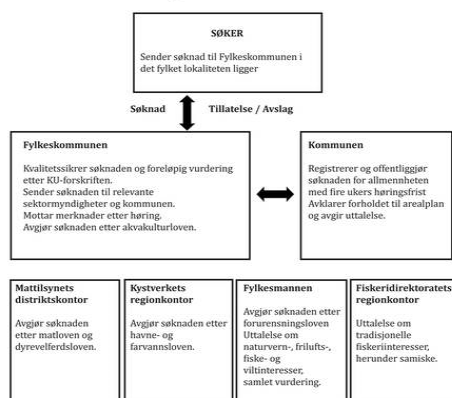 SØKER
Sender søknad til Fylkeskommunen i
det fylket lokaliteten ligger
Søknad
Tillatelse / Avslag
Fylkeskommunen
Kvalitetssikrer søknaden og foreløpig vurdering
etter KU-forskriften.
Sender søknaden til relevante
sektormyndigheter og kommunen.
Mottar merknader etter høring.
Avgjør søknaden etter akvakulturloven.
Kommunen
Registrerer og offentliggjør
søknaden for allmennheten
med fire ukers høringsfrist
Avklarer forholdet til arealplan
og avgir uttalelse.
Mattilsynets
distriktskontor
Avgjør søknaden
etter matloven og
dyrevelferdsloven.
Kystverkets
regionkontor
Avgjør søknaden etter
havne- og
farvannsloven.
Fylkesmannen
Avgjør søknaden etter
forurensningsloven
Uttalelse om
naturvern-, frilufts-,
fiske- og
viltinteresser,
samlet vurdering.
Fiskeridirektoratets
regionkontor
Uttalelse om
tradisjonelle
fiskeriinteresser,
herunder samiske.